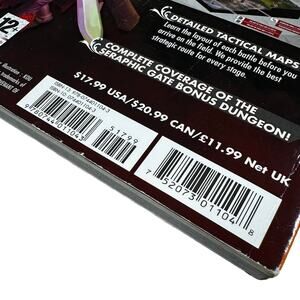 12+
DETAILED TACTICAL MAPS
Learn the layout of each battle before you
arrive on the field. We provide the best
strategic route for every stage.
COMPLETE COVERAGE OF THE
SERAPHIC GATE BONUS DUNGEON!
$17.99 USA/$20.99 CAN/£11.99 Net UK
51799
9780744011043
7 52073 01104 8